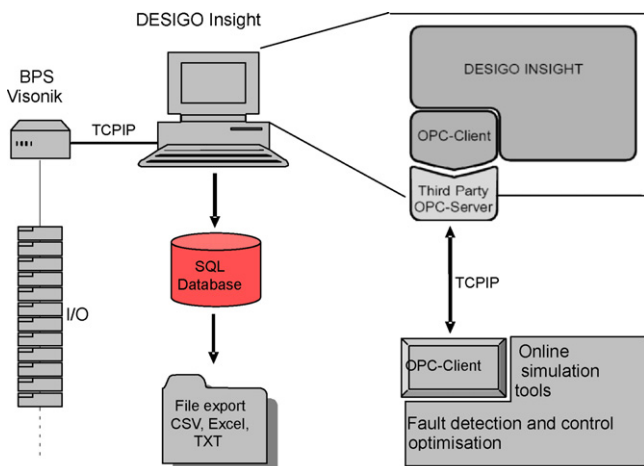 DESIGO Insight
BPS
Visonik
TCPIP
I/O
SQL
Database
File export
CSV, Excel,
TXT
DESIGO INSIGHT
OPC-Client
Third Party
OPC-Server
TCPIP
OPC-Client
Online
simulation
tools
Fault detection and control
optimisation